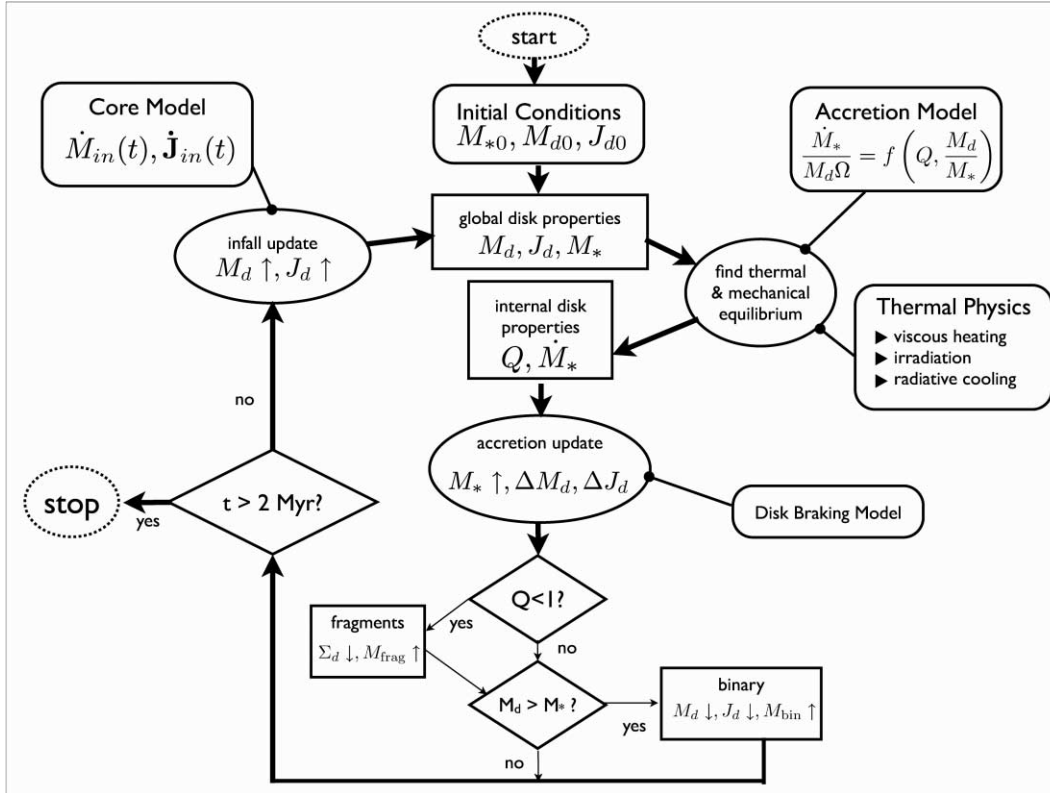 start
Core Model
Ṁ_in(t), J̇_in(t)
Initial Conditions
M_*0, M_d0, J_d0
Accretion Model
Ṁ_*/(M_dΩ) = f(Q, M_d/M_*)
infall update
M_d ↑, J_d ↑
global disk properties
M_d, J_d, M_*
find thermal
& mechanical
equilibrium
internal disk
properties
Q, Ṁ_*
Thermal Physics
▶ viscous heating
▶ irradiation
▶ radiative cooling
no
accretion update
M_* ↑, ΔM_d, ΔJ_d
stop
yes
t > 2 Myr?
Disk Braking Model
Q<1?
yes
no
fragments
Σ_d ↓, M_frag ↑
M_d > M_* ?
yes
no
binary
M_d ↓, J_d ↓, M_bin ↑